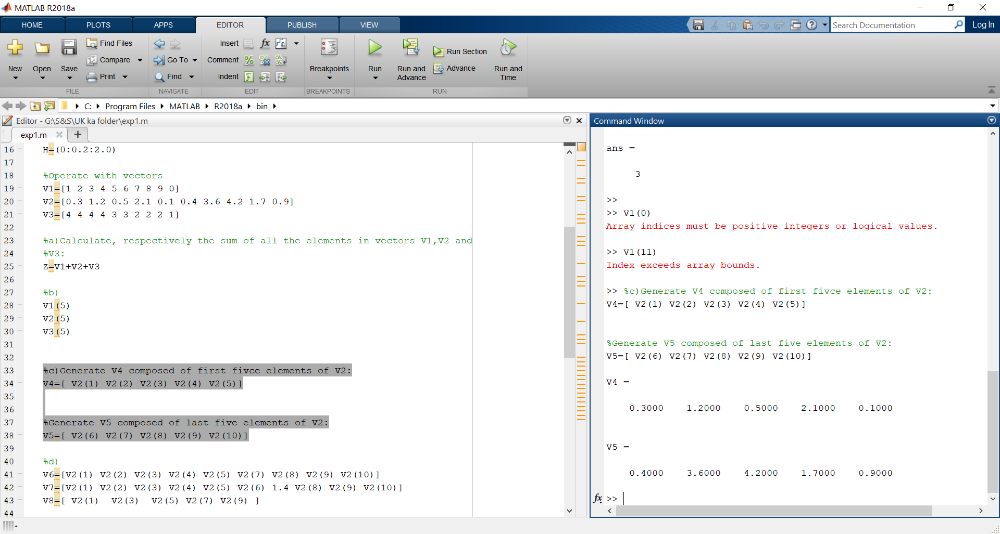 MATLAB R2018a
HOME PLOTS APPS EDITOR PUBLISH VIEW
Search Documentation
Log In
New
Open
Save
Find Files
Compare
Print
FILE
Go To
Find
NAVIGATE
Insert
Comment
Indent
EDIT
Breakpoints
BREAKPOINTS
Run
Run and
Advance
Run Section
Advance
Run and
Time
RUN
C: Program Files MATLAB R2018a bin
Editor - G:\S&S\UK ka folder\exp1.m
exp1.m
16 H=(0:0.2:2.0)
17
18 %Operate with vectors
19 V1=[1 2 3 4 5 6 7 8 9 0]
20 V2=[0.3 1.2 0.5 2.1 0.1 0.4 3.6 4.2 1.7 0.9]
21 V3=[4 4 4 4 3 3 2 2 2 1]
22
23 %a)Calculate, respectively the sum of all the elements in vectors V1,V2 and
24 %V3:
25 Z=V1+V2+V3
26
27 %b)
28 V1(5)
29 V2(5)
30 V3(5)
31
32
33 %c)Generate V4 composed of first fivce elements of V2:
34 V4=[ V2(1) V2(2) V2(3) V2(4) V2(5)]
35
36
37 %Generate V5 composed of last five elements of V2:
38 V5=[ V2(6) V2(7) V2(8) V2(9) V2(10)]
39
40 %d)
41 V6=[V2(1) V2(2) V2(3) V2(4) V2(5) V2(7) V2(8) V2(9) V2(10)]
42 V7=[V2(1) V2(2) V2(3) V2(4) V2(5) V2(6) 1.4 V2(8) V2(9) V2(10)]
43 V8=[ V2(1)  V2(3)  V2(5) V2(7) V2(9) ]
44
Command Window
ans =
3
>>
>> V1(0)
Array indices must be positive integers or logical values.
>> V1(11)
Index exceeds array bounds.
>> %c)Generate V4 composed of first fivce elements of V2:
V4=[ V2(1) V2(2) V2(3) V2(4) V2(5)]
%Generate V5 composed of last five elements of V2:
V5=[ V2(6) V2(7) V2(8) V2(9) V2(10)]
V4 =
0.3000 1.2000 0.5000 2.1000 0.1000
V5 =
0.4000 3.6000 4.2000 1.7000 0.9000
fx >>